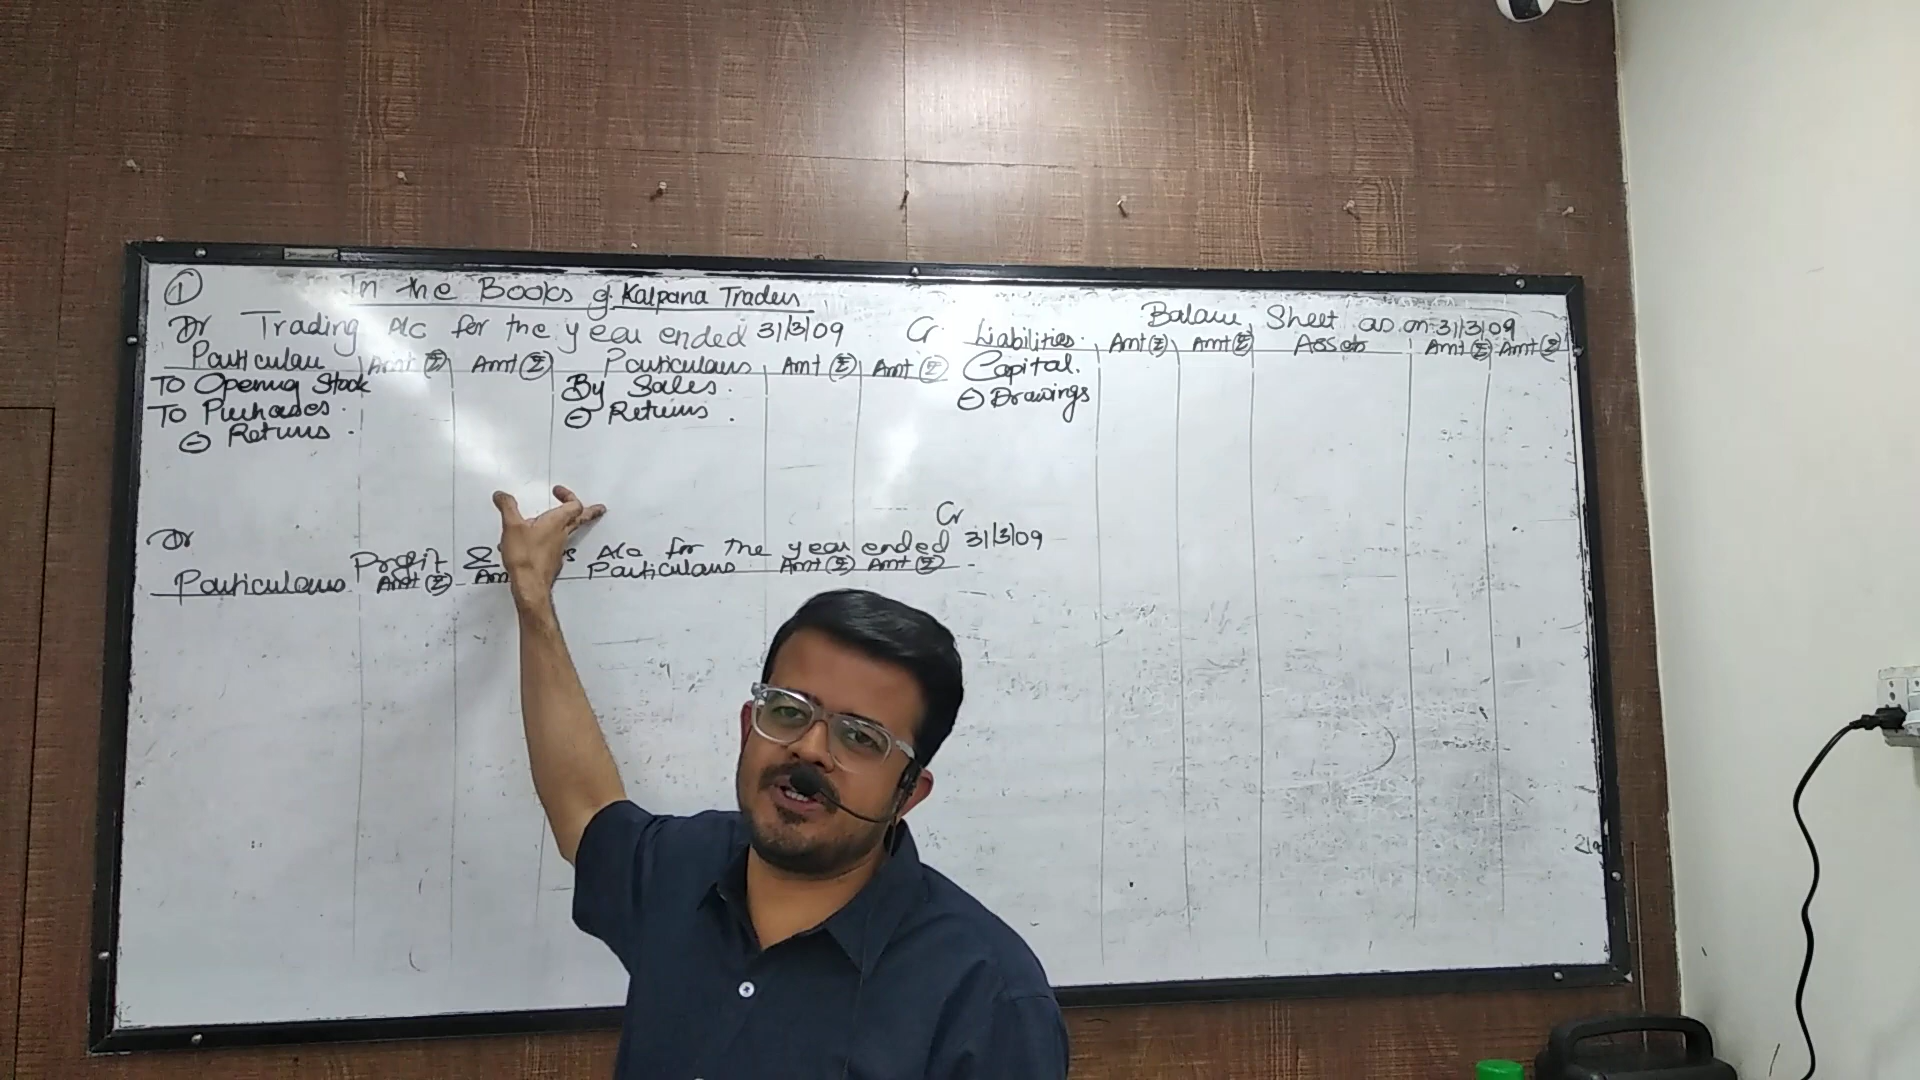 1
In the Books of Kalpana Traders
Dr Trading A/c for the year ended 31/3/09 Cr
Particulars Amt (₹) Amt (₹) Particulars Amt (₹) Amt (₹)
To Opening Stock By Sales.
To Purchases. (-) Returns.
(-) Returns.
Dr Cr
Profit & A/c for the year ended 31/3/09
Particulars Amt (₹) Am Particulars Amt (₹) Amt (₹)
Balance Sheet as on 31/3/09
Liabilities. Amt (₹) Amt (₹) Assets Amt (₹) Amt (₹)
Capital.
(-) Drawings